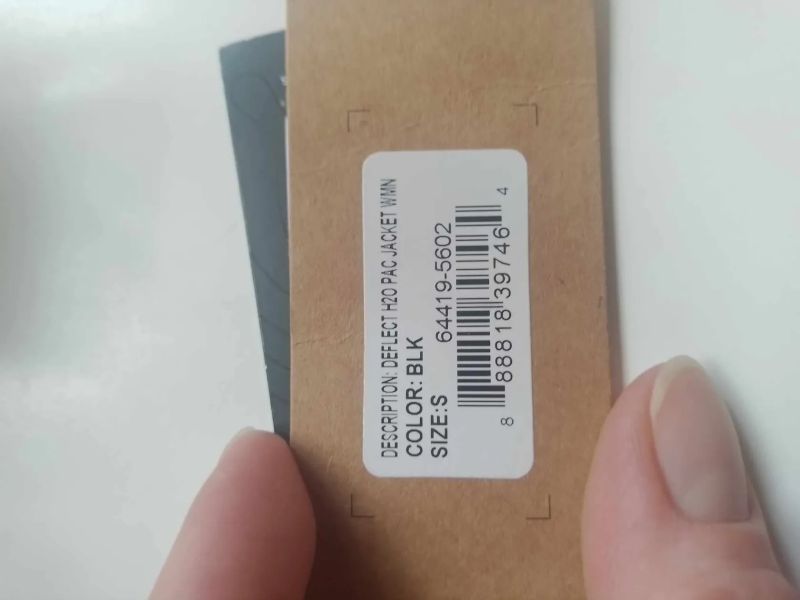 DESCRIPTION: DEFLECT H2O PAC JACKET WMN
COLOR: BLK
SIZE:S
64419-5602
8 88818 39746 4